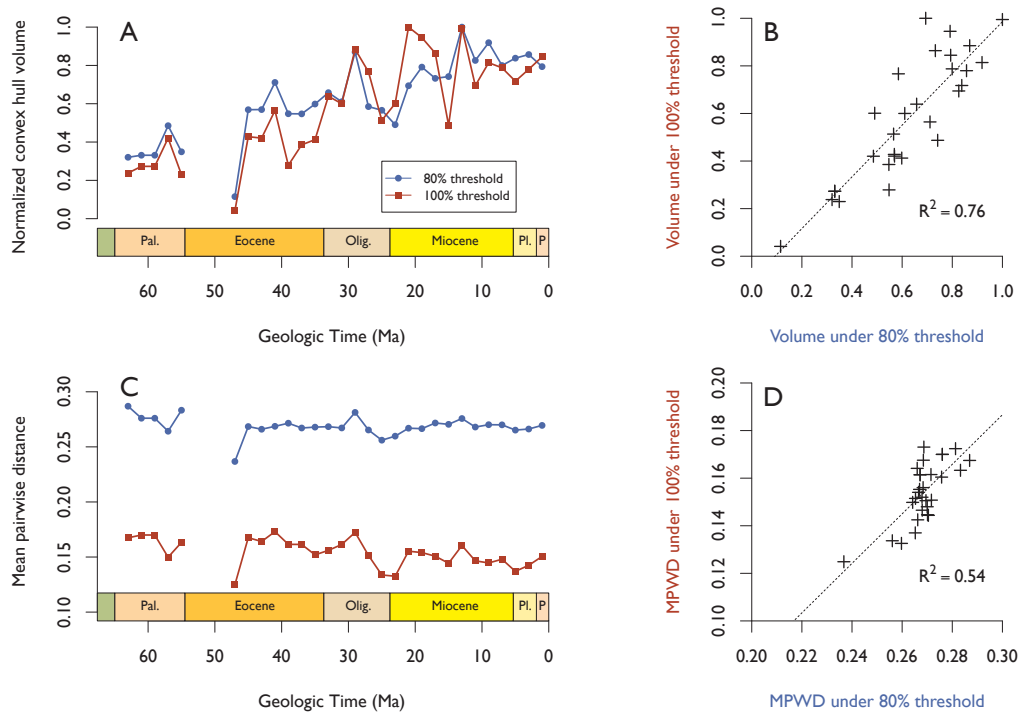 A
Normalized convex hull volume
1.0
0.8
0.6
0.4
0.2
0.0
80% threshold
100% threshold
Pal.
Eocene
Olig.
Miocene
Pl.
P
60
50
40
30
20
10
0
Geologic Time (Ma)
B
Volume under 100% threshold
1.0
0.8
0.6
0.4
0.2
0.0
R² = 0.76
0.0
0.2
0.4
0.6
0.8
1.0
Volume under 80% threshold
C
Mean pairwise distance
0.30
0.25
0.20
0.15
0.10
Pal.
Eocene
Olig.
Miocene
Pl.
P
60
50
40
30
20
10
0
Geologic Time (Ma)
D
MPWD under 100% threshold
0.20
0.18
0.16
0.14
0.12
0.10
R² = 0.54
0.20
0.22
0.24
0.26
0.28
0.30
MPWD under 80% threshold